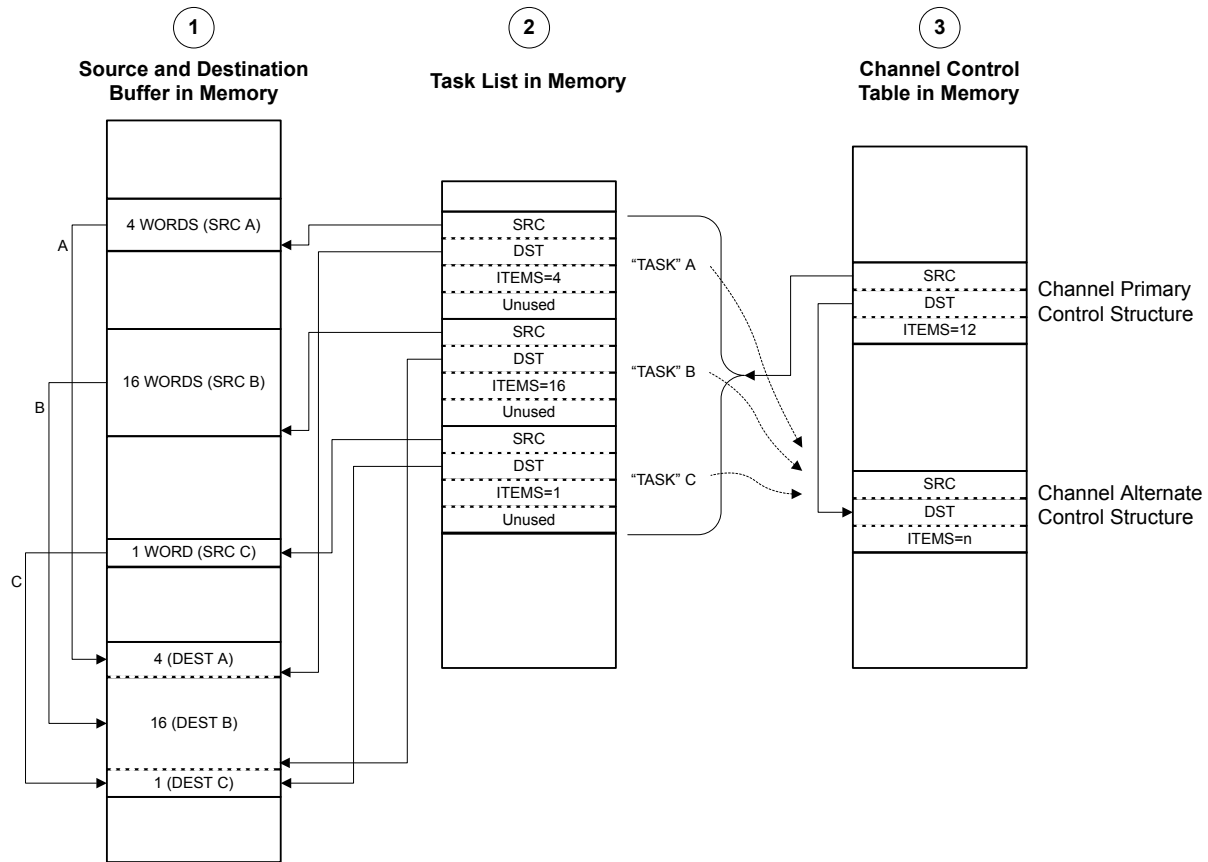 1
Source and Destination
Buffer in Memory
4 WORDS (SRC A)
16 WORDS (SRC B)
1 WORD (SRC C)
4 (DEST A)
16 (DEST B)
1 (DEST C)
A
B
C
2
Task List in Memory
SRC
DST
ITEMS=4
Unused
SRC
DST
ITEMS=16
Unused
SRC
DST
ITEMS=1
Unused
“TASK” A
“TASK” B
“TASK” C
3
Channel Control
Table in Memory
SRC
DST
ITEMS=12
Channel Primary
Control Structure
SRC
DST
ITEMS=n
Channel Alternate
Control Structure